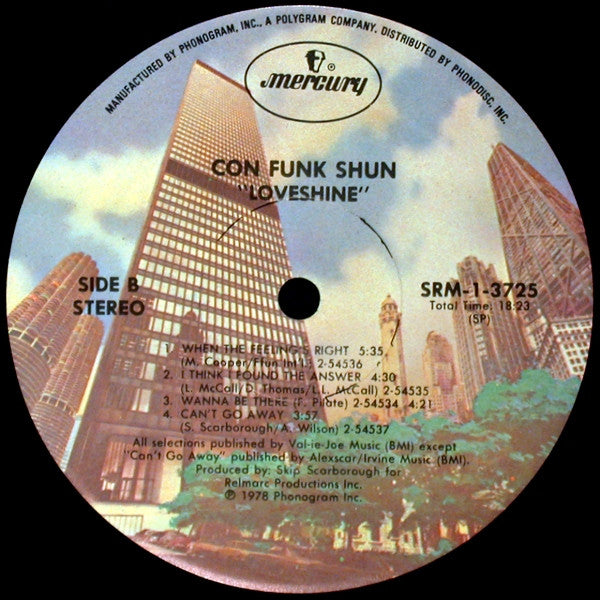 MANUFACTURED BY PHONOGRAM, INC., A POLYGRAM COMPANY. DISTRIBUTED BY PHONODISC, INC.
mercury
®
CON FUNK SHUN
"LOVESHINE"
SIDE B
STEREO
SRM-1-3725
Total Time: 18:23
(SP)
1. WHEN THE FEELING'S RIGHT 5:35
(M. Cooper/Ffun Int'l.) 2-54536
2. I THINK I FOUND THE ANSWER 4:30
(L. McCall/D. Thomas/L.L. McCall) 2-54535
3. WANNA BE THERE (F. Pilate) 2-54534 4:21
4. CAN'T GO AWAY 3:57
(S. Scarborough/A. Wilson) 2-54537
All selections published by Val-ie-Joe Music (BMI) except
"Can't Go Away" published by Alexscar/Irvine Music (BMI).
Produced by: Skip Scarborough for
Relmarc Productions Inc.
℗ 1978 Phonogram Inc.